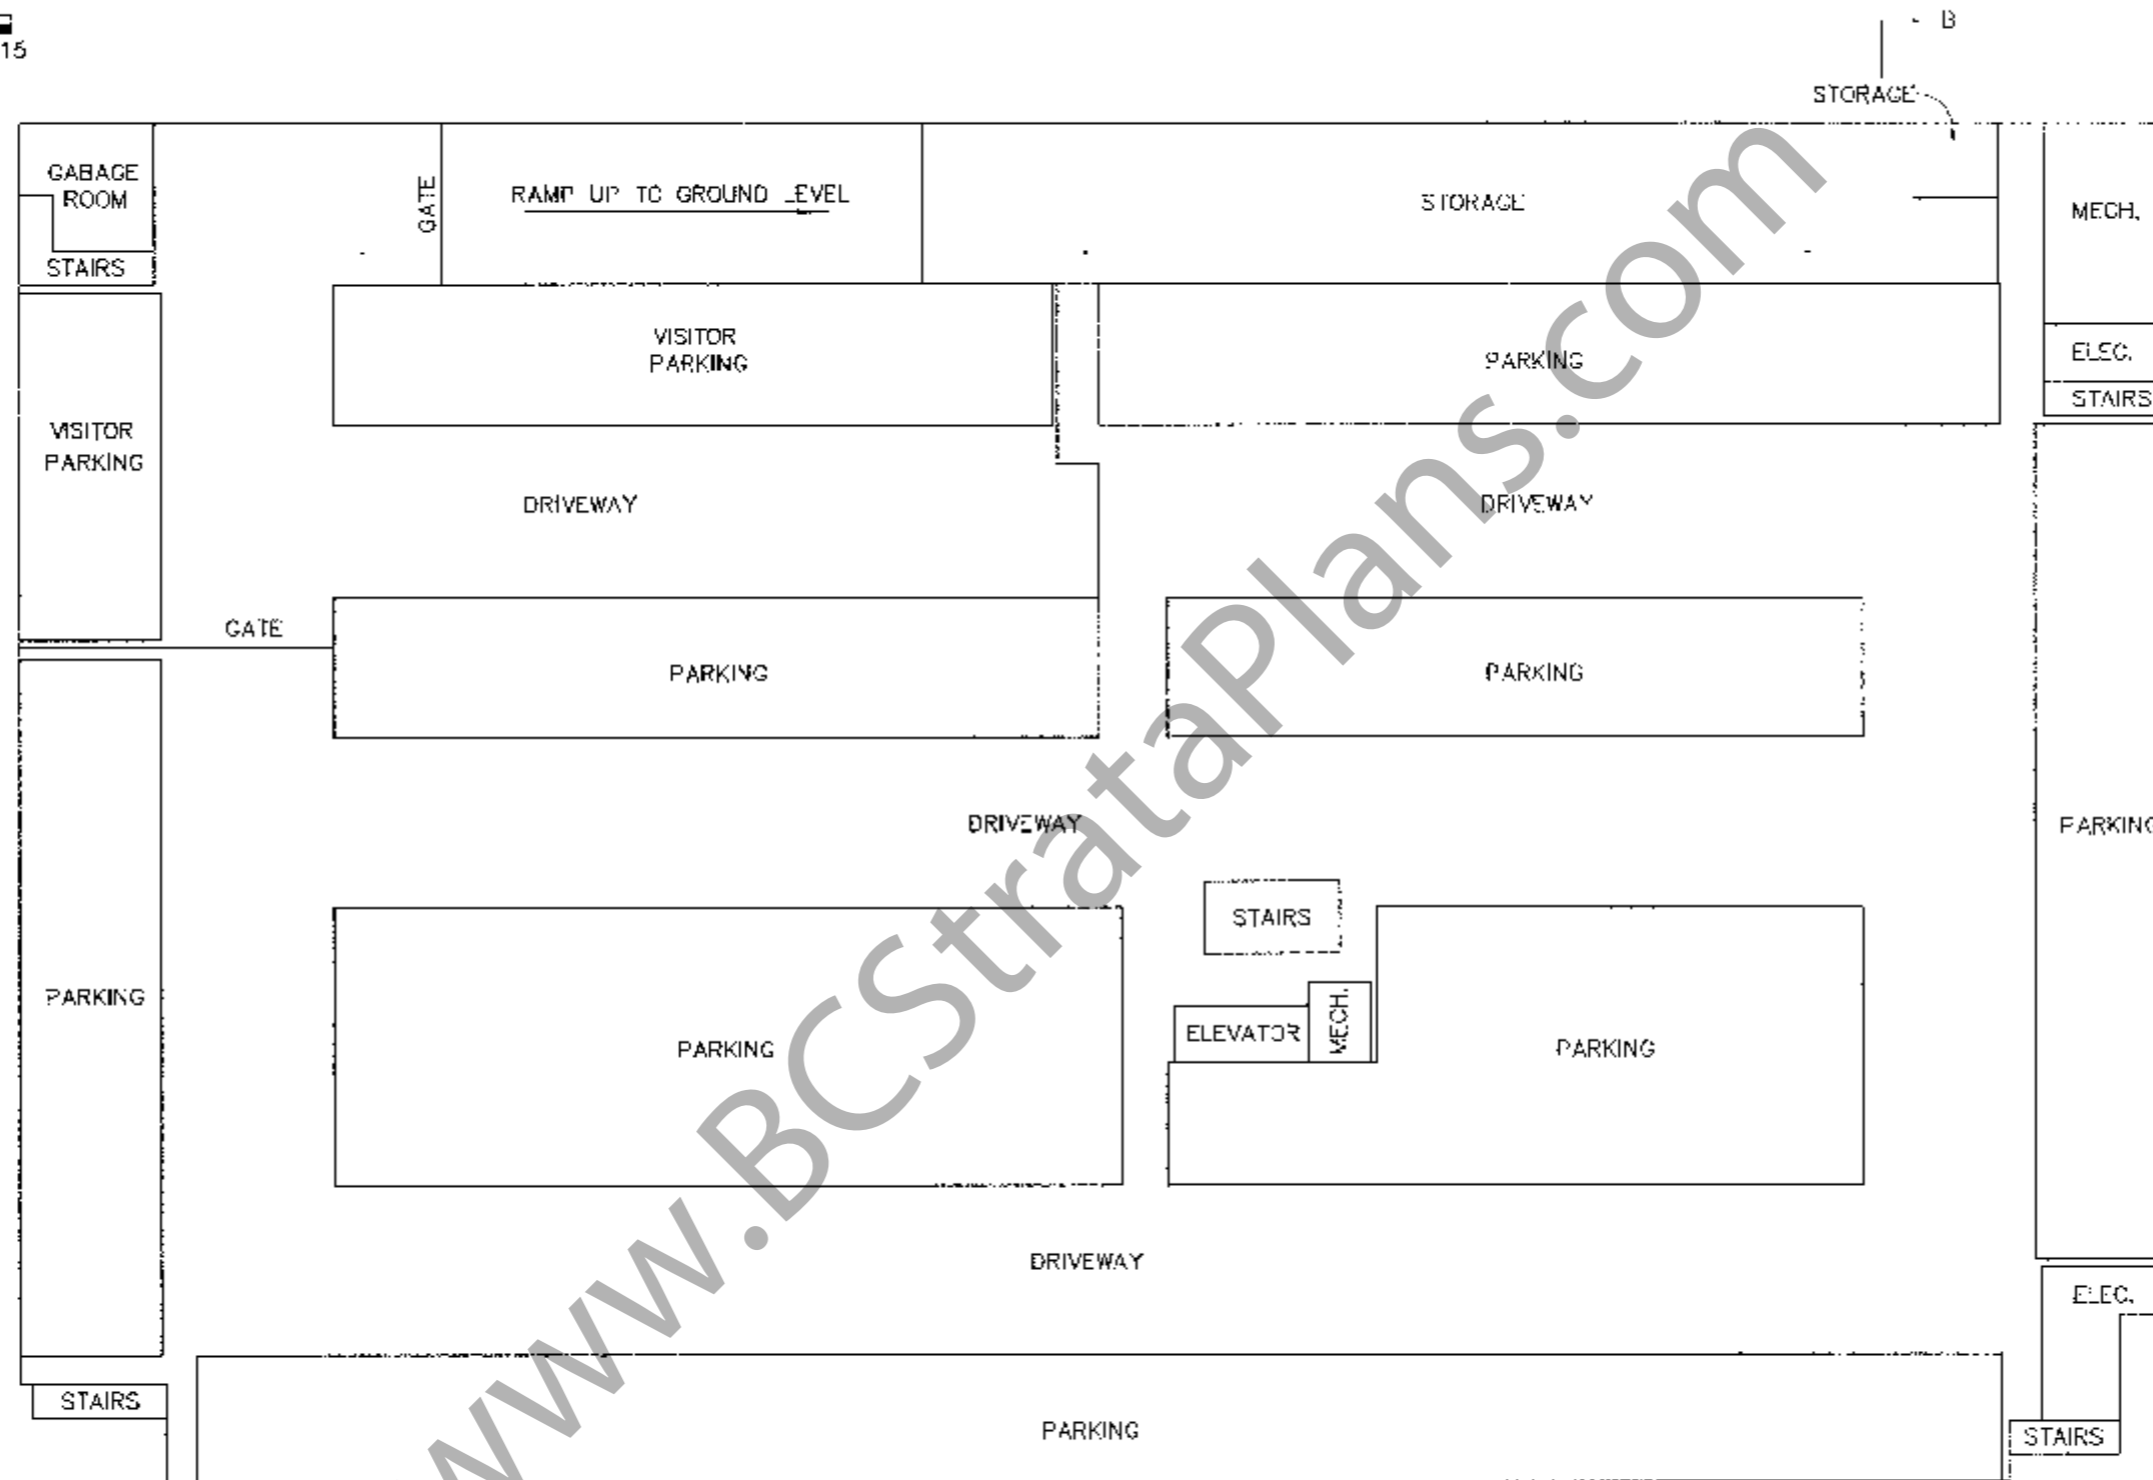 15
B
STORAGE
GABAGE
ROOM
GATE
RAMP UP TO GROUND LEVEL
STORAGE
MECH.
STAIRS
VISITOR
PARKING
PARKING
ELEC.
STAIRS
VISITOR
PARKING
DRIVEWAY
DRIVEWAY
GATE
PARKING
PARKING
DRIVEWAY
PARKING
STAIRS
PARKING
ELEVATOR
MECH.
PARKING
PARKING
DRIVEWAY
ELEC.
STAIRS
PARKING
STAIRS
www.BCStrataPlans.com